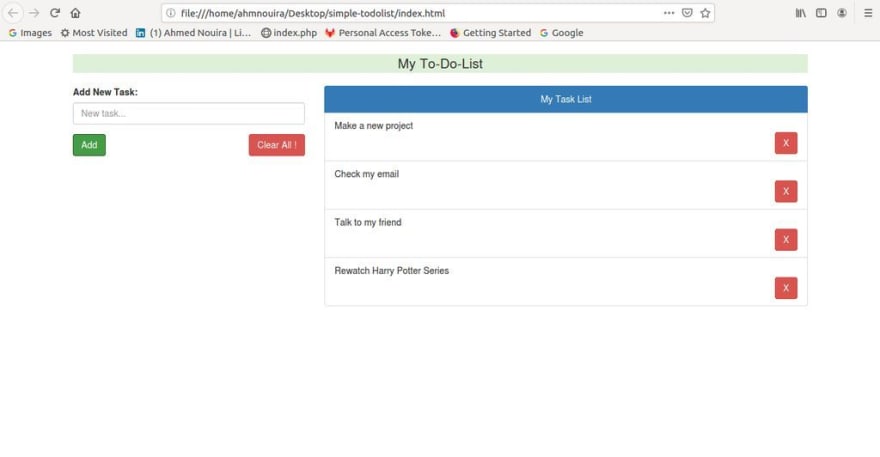 file:///home/ahmnouira/Desktop/simple-todolist/index.html
Images
Most Visited
(1) Ahmed Nouira | Li…
index.php
Personal Access Toke…
Getting Started
Google
My To-Do-List
Add New Task:
New task...
Add
Clear All !
My Task List
Make a new project
X
Check my email
X
Talk to my friend
X
Rewatch Harry Potter Series
X